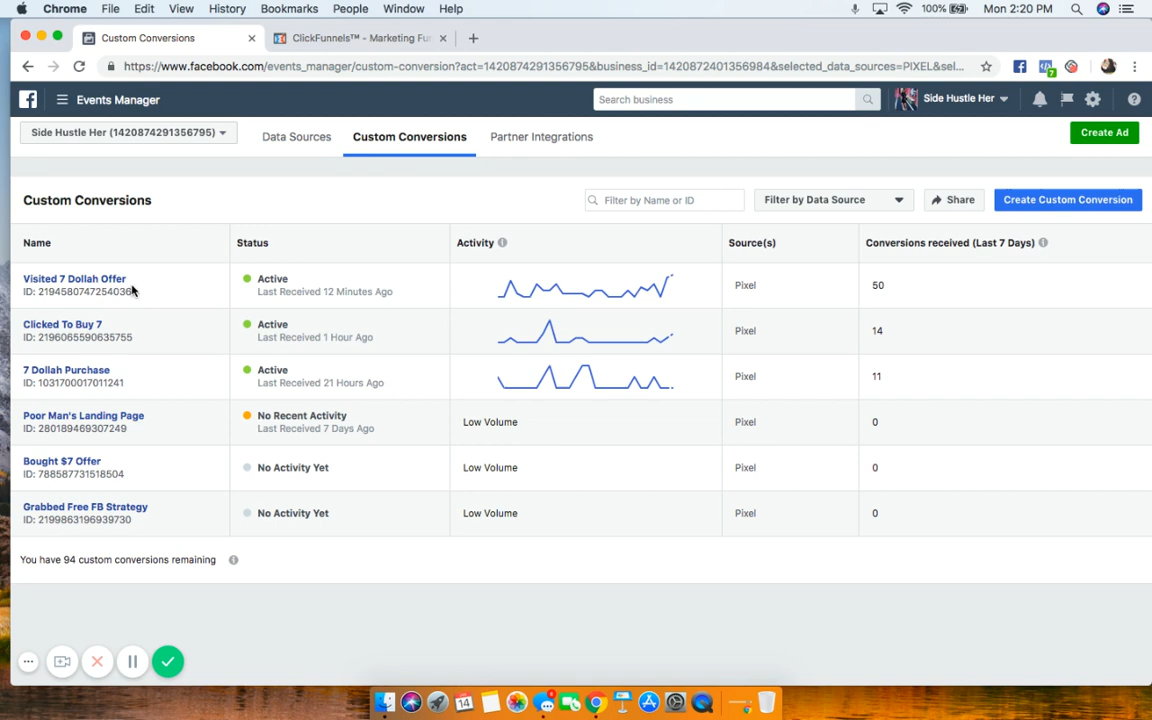 Chrome File Edit View History Bookmarks People Window Help 100% Mon 2:20 PM
Custom Conversions ClickFunnels™ - Marketing Fu
https://www.facebook.com/events_manager/custom-conversion?act=1420874291356795&business_id=1420872401356984&selected_data_sources=PIXEL&sel... 7
Events Manager Search business Side Hustle Her
Side Hustle Her (1420874291356795) Data Sources Custom Conversions Partner Integrations Create Ad
Custom Conversions Filter by Name or ID Filter by Data Source Share Create Custom Conversion
Name Status Activity Source(s) Conversions received (Last 7 Days)
Visited 7 Dollah Offer Active
ID: 2194580747254036 Last Received 12 Minutes Ago Pixel 50
Clicked To Buy 7 Active
ID: 2196065590635755 Last Received 1 Hour Ago Pixel 14
7 Dollah Purchase Active
ID: 1031700017011241 Last Received 21 Hours Ago Pixel 11
Poor Man's Landing Page No Recent Activity
ID: 280189469307249 Last Received 7 Days Ago Low Volume Pixel 0
Bought $7 Offer
ID: 788587731518504 No Activity Yet Low Volume Pixel 0
Grabbed Free FB Strategy
ID: 2199863196939730 No Activity Yet Low Volume Pixel 0
You have 94 custom conversions remaining
14